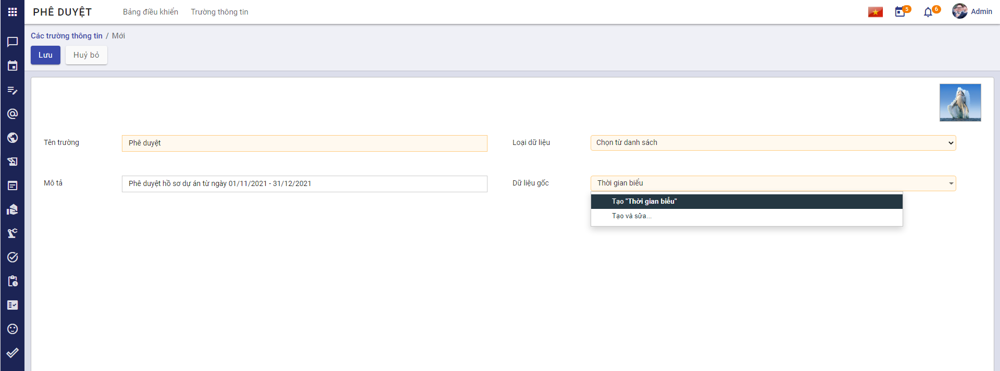 PHÊ DUYỆT
Bảng điều khiển
Trường thông tin
5
6
Admin
Các trường thông tin / Mới
Lưu
Huỷ bỏ
Tên trường
Phê duyệt
Loại dữ liệu
Chọn từ danh sách
Mô tả
Phê duyệt hồ sơ dự án từ ngày 01/11/2021 - 31/12/2021
Dữ liệu gốc
Thời gian biểu
Tạo "Thời gian biểu"
Tạo và sửa...